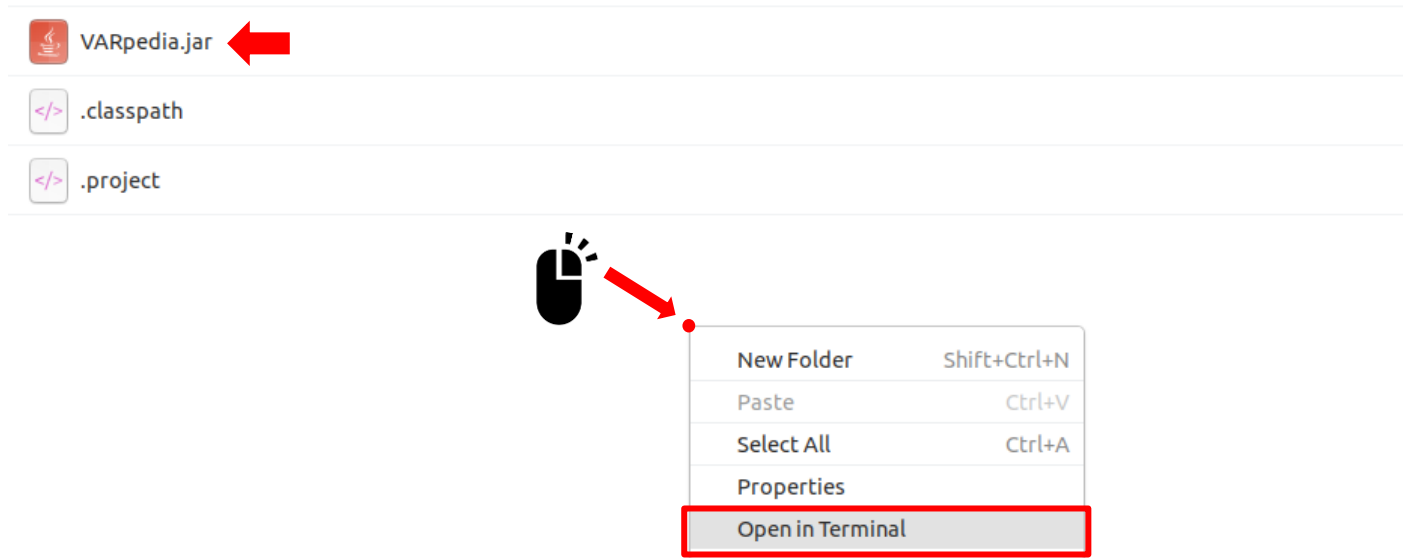 VARpedia.jar
</> .classpath
</> .project
New Folder Shift+Ctrl+N
Paste Ctrl+V
Select All Ctrl+A
Properties
Open in Terminal